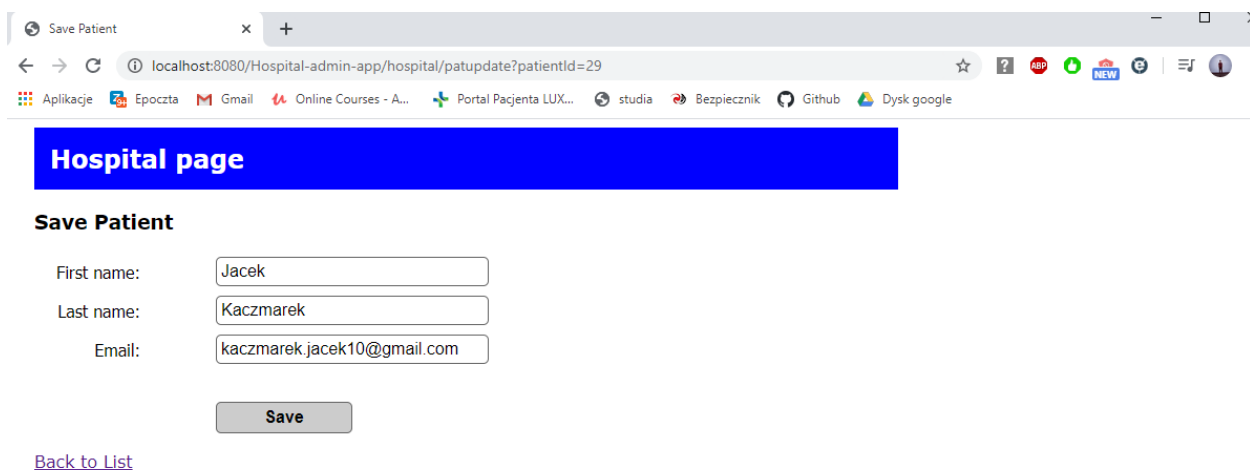 Save Patient
localhost:8080/Hospital-admin-app/hospital/patupdate?patientId=29
ABP
NEW
Aplikacje Epoczta Gmail Online Courses - A... Portal Pacjenta LUX... studia Bezpiecznik Github Dysk google
Hospital page
Save Patient
First name: Jacek
Last name: Kaczmarek
Email: kaczmarek.jacek10@gmail.com
Save
Back to List